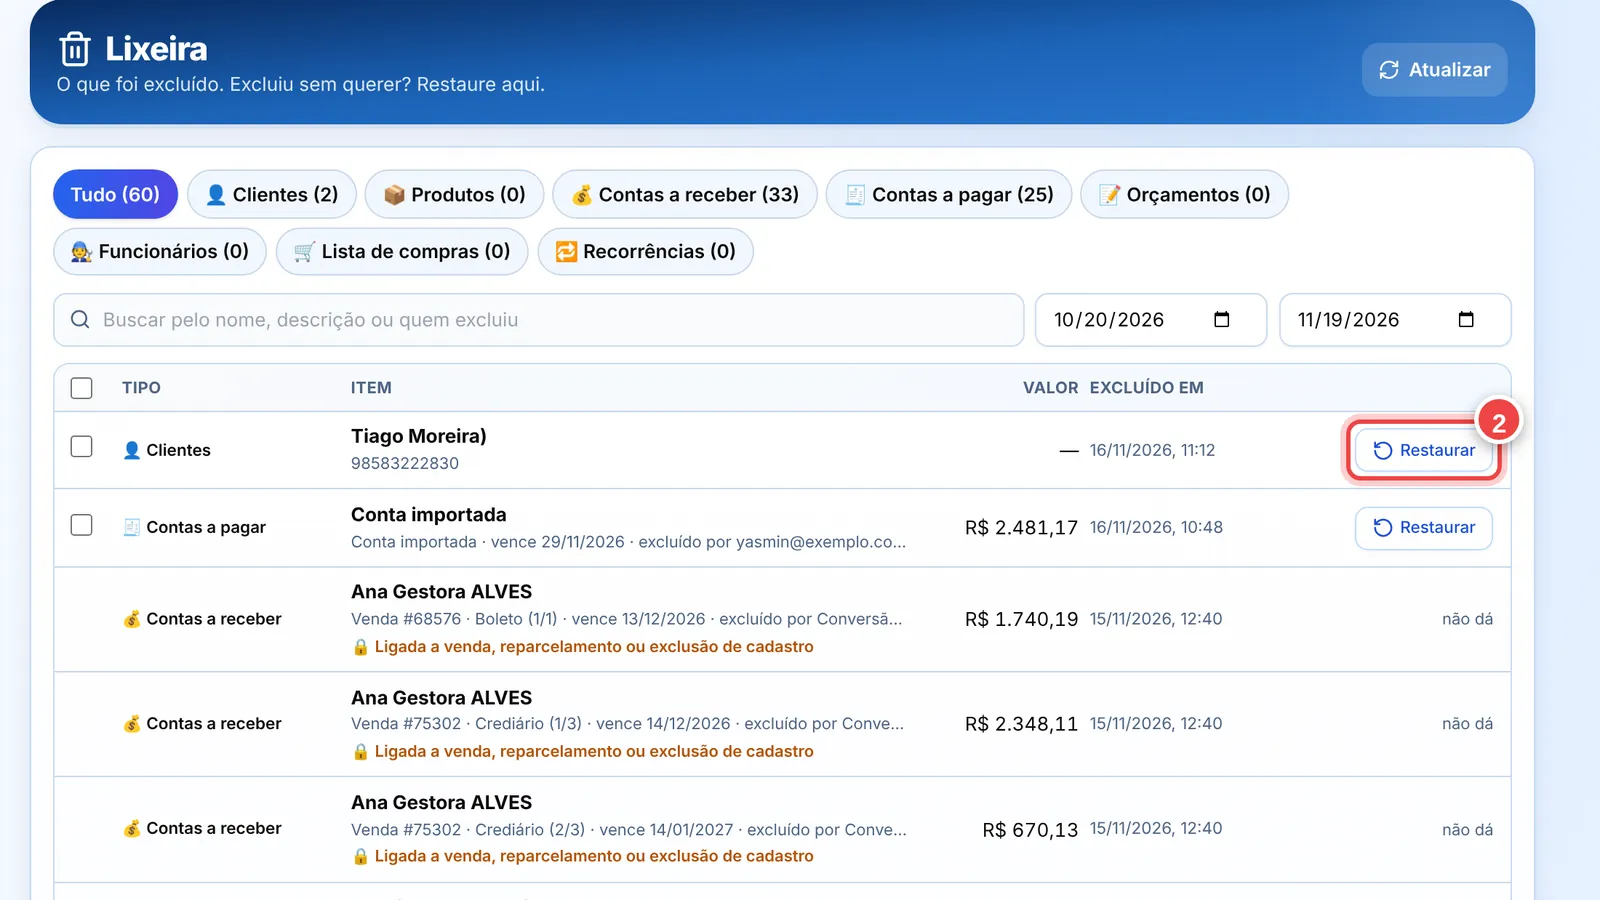 Lixeira
O que foi excluído. Excluiu sem querer? Restaure aqui.
Atualizar
Tudo (60)
Clientes (2)
Produtos (0)
Contas a receber (33)
Contas a pagar (25)
Orçamentos (0)
Funcionários (0)
Lista de compras (0)
Recorrências (0)
Buscar pelo nome, descrição ou quem excluiu
10/20/2026
11/19/2026
TIPO ITEM VALOR EXCLUÍDO EM
2
Clientes
Tiago Moreira)
98583222830
— 16/11/2026, 11:12
Restaurar
Contas a pagar
Conta importada
Conta importada · vence 29/11/2026 · excluído por yasmin@exemplo.co...
R$ 2.481,17 16/11/2026, 10:48
Restaurar
Contas a receber
Ana Gestora ALVES
Venda #68576 · Boleto (1/1) · vence 13/12/2026 · excluído por Conversã...
Ligada a venda, reparcelamento ou exclusão de cadastro
R$ 1.740,19 15/11/2026, 12:40
não dá
Contas a receber
Ana Gestora ALVES
Venda #75302 · Crediário (1/3) · vence 14/12/2026 · excluído por Conve...
Ligada a venda, reparcelamento ou exclusão de cadastro
R$ 2.348,11 15/11/2026, 12:40
não dá
Contas a receber
Ana Gestora ALVES
Venda #75302 · Crediário (2/3) · vence 14/01/2027 · excluído por Conve...
Ligada a venda, reparcelamento ou exclusão de cadastro
R$ 670,13 15/11/2026, 12:40
não dá